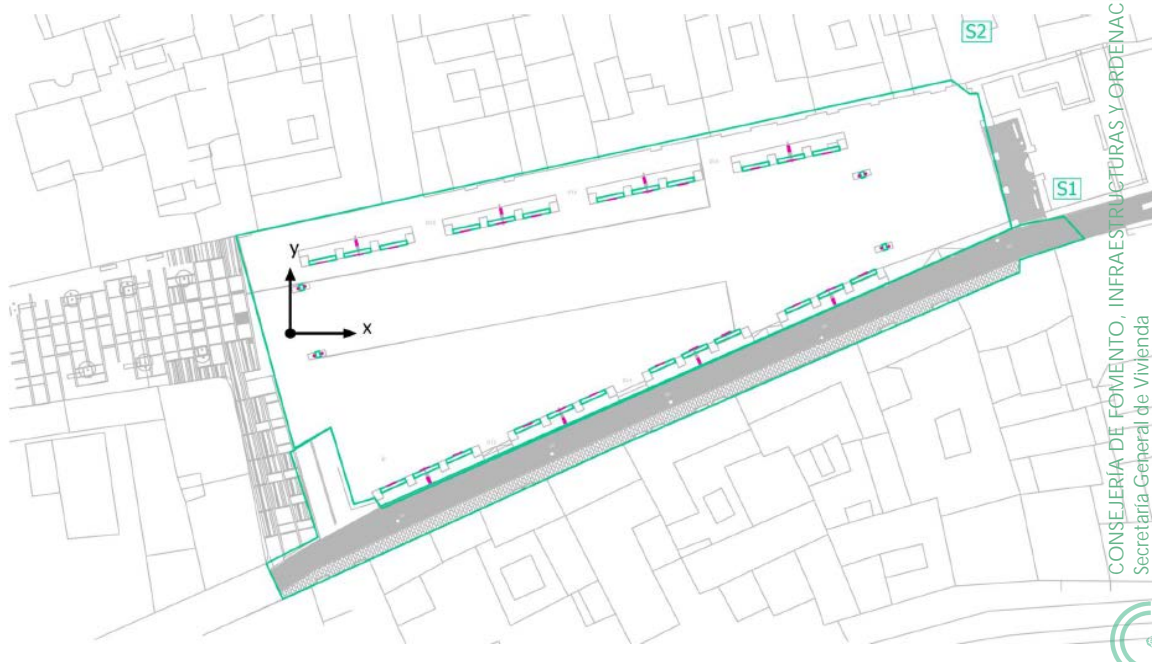 S2
S1
y
x
CONSEJERÍA DE FOMENTO, INFRAESTRUCTURAS Y ORDENAC
Secretaría General de Vivienda